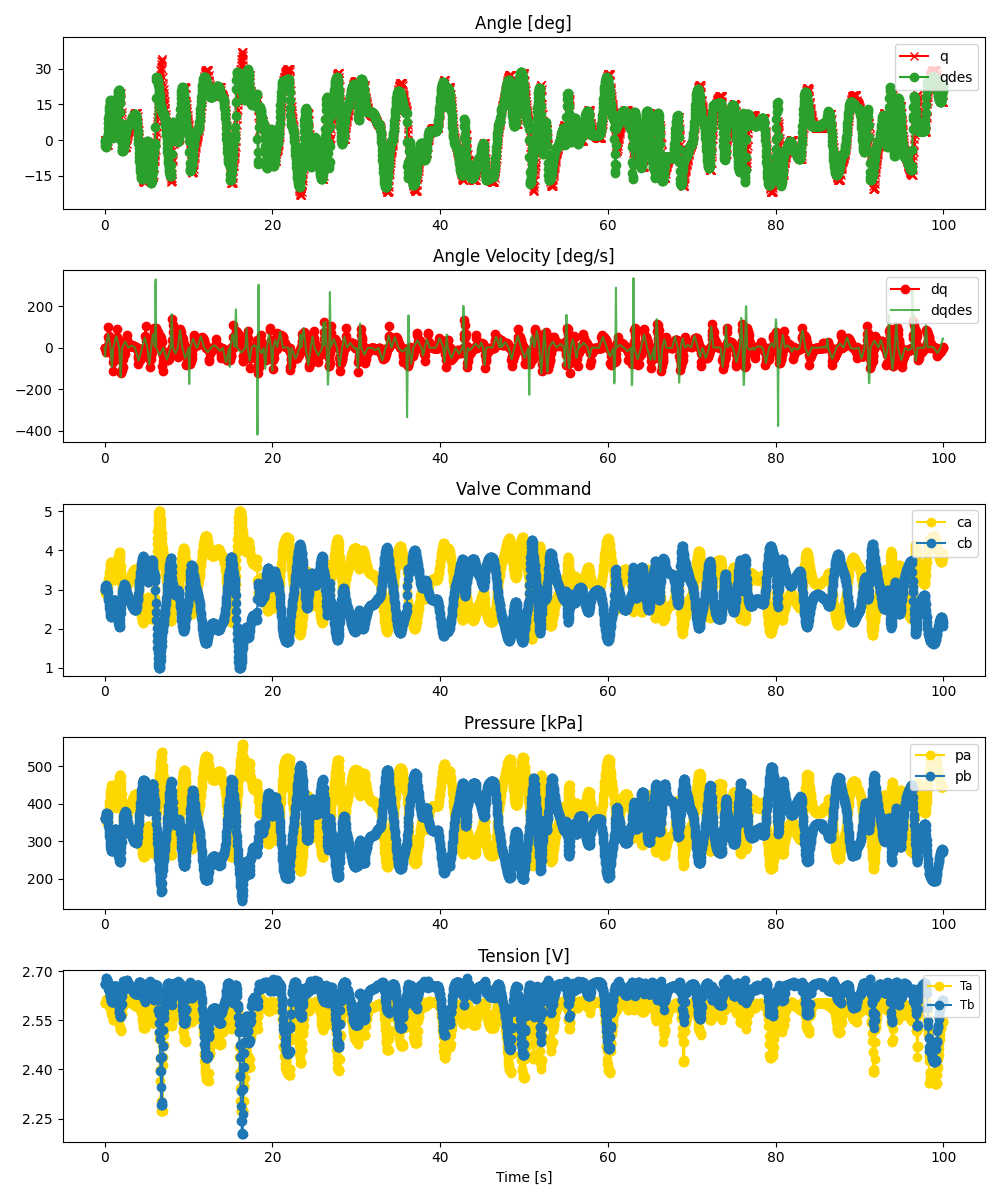 Angle [deg]
30
15
0
−15
q
qdes
0 20 40 60 80 100
Angle Velocity [deg/s]
200
0
−200
−400
dq
dqdes
0 20 40 60 80 100
Valve Command
5
4
3
2
1
ca
cb
0 20 40 60 80 100
Pressure [kPa]
500
400
300
200
pa
pb
0 20 40 60 80 100
Tension [V]
2.70
2.55
2.40
2.25
Ta
Tb
0 20 40 60 80 100
Time [s]